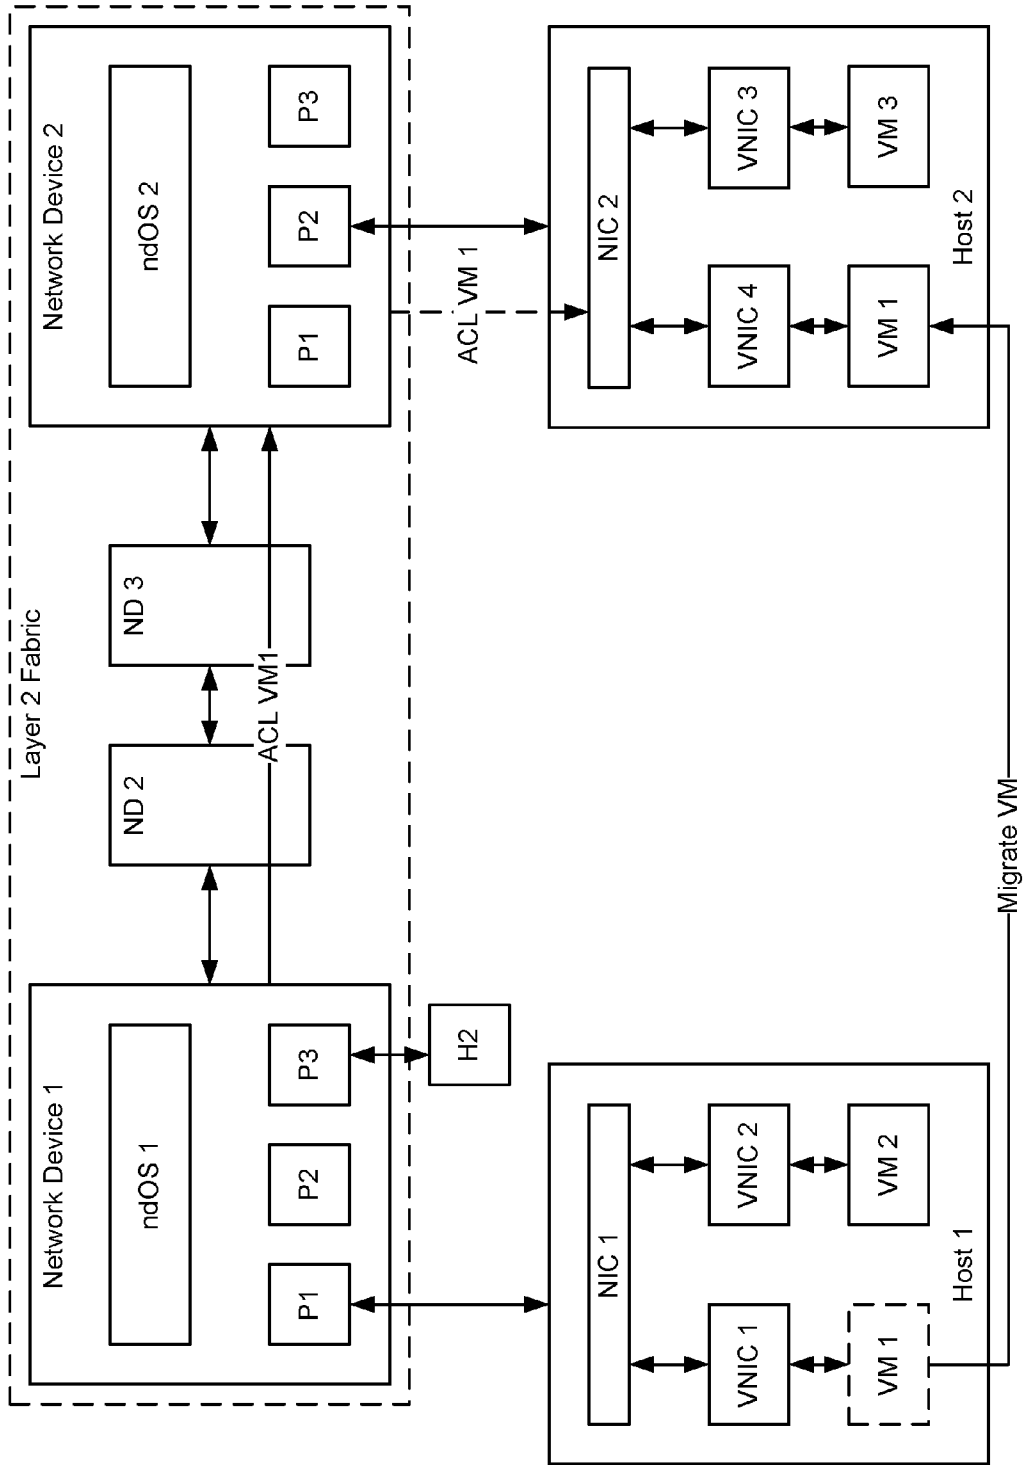 Layer 2 Fabric
Network Device 1
ndOS 1
P1
P2
P3
ND 2
ND 3
ACL VM1
Network Device 2
ndOS 2
P1
P2
P3
H2
ACL VM 1
NIC 1
VNIC 1
VNIC 2
VM 1
VM 2
Host 1
NIC 2
VNIC 4
VNIC 3
VM 1
VM 3
Host 2
Migrate VM